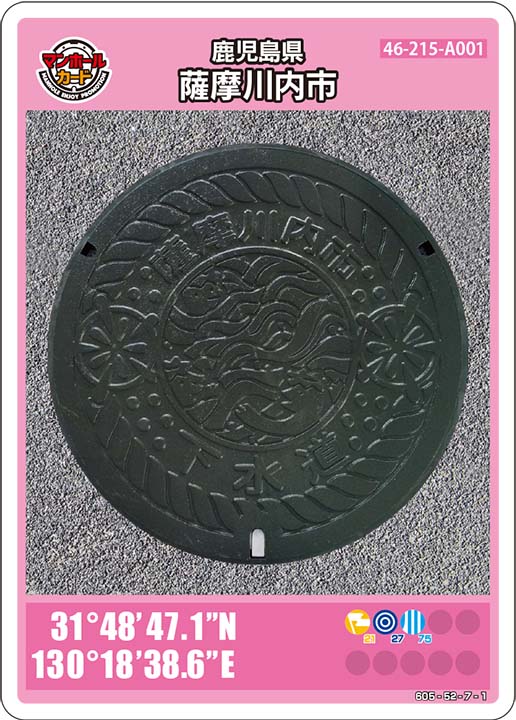 マンホール
カード
MANHOLE ENJOY PROMOTION
鹿児島県
薩摩川内市
46-215-A001
薩摩川内市
下水道
31°48'47.1"N
130°18'38.6"E
21
27
75
605-52-7-1